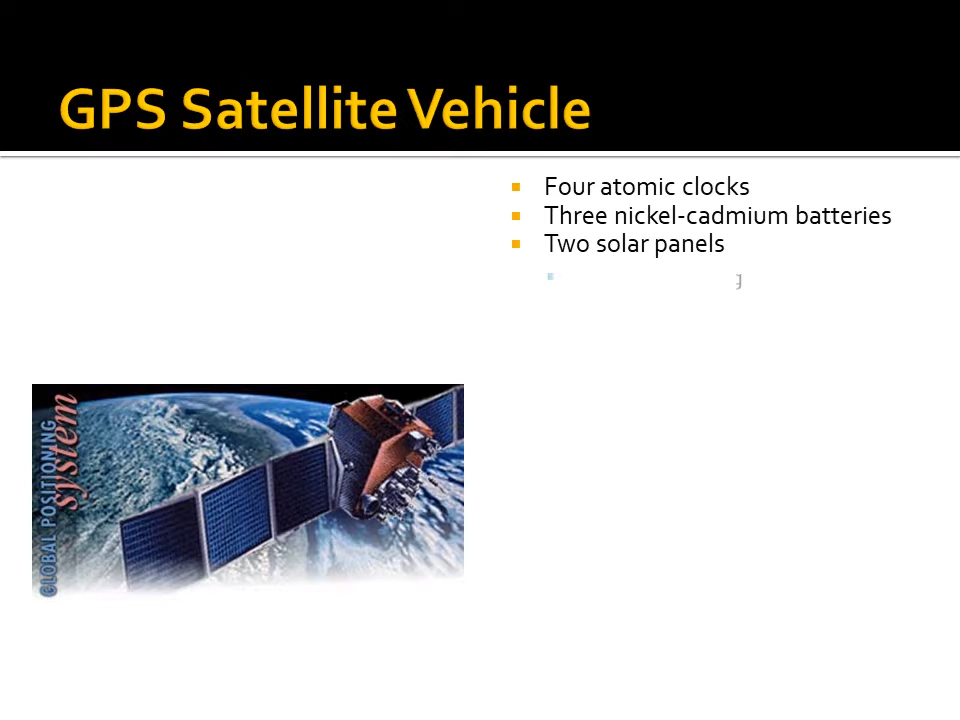 GPS Satellite Vehicle
Four atomic clocks
Three nickel-cadmium batteries
Two solar panels
GLOBAL POSITIONING
system